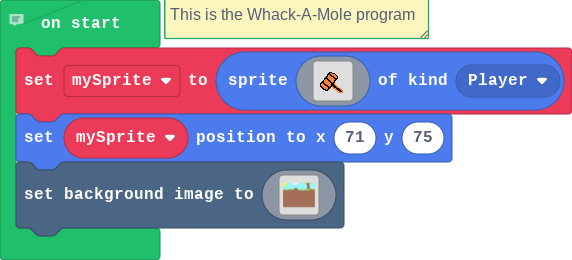 on start
This is the Whack-A-Mole program
set mySprite to sprite of kind Player
set mySprite position to x 71 y 75
set background image to